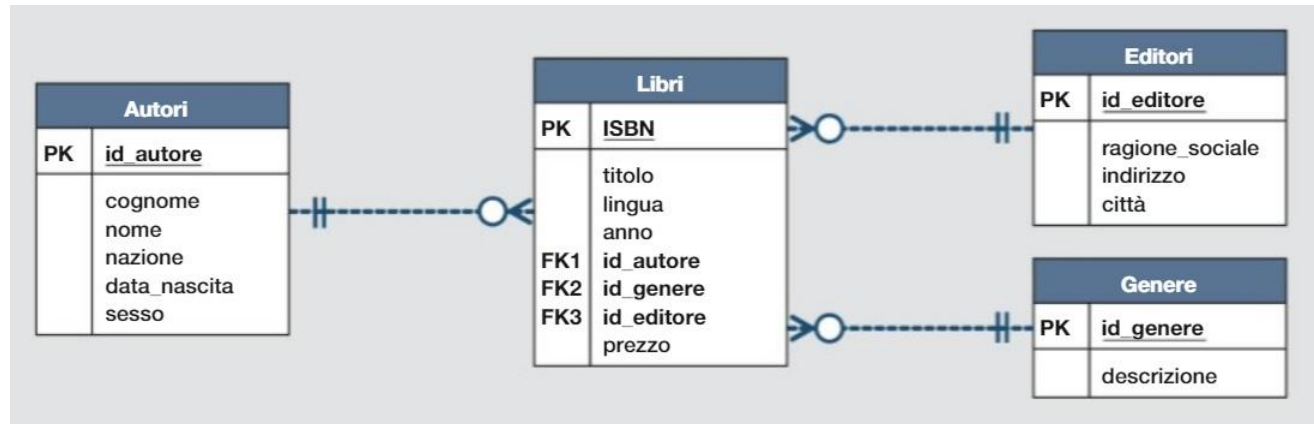 Autori
PK id_autore
cognome
nome
nazione
data_nascita
sesso
Libri
PK ISBN
titolo
lingua
anno
FK1 id_autore
FK2 id_genere
FK3 id_editore
prezzo
Editori
PK id_editore
ragione_sociale
indirizzo
città
Genere
PK id_genere
descrizione